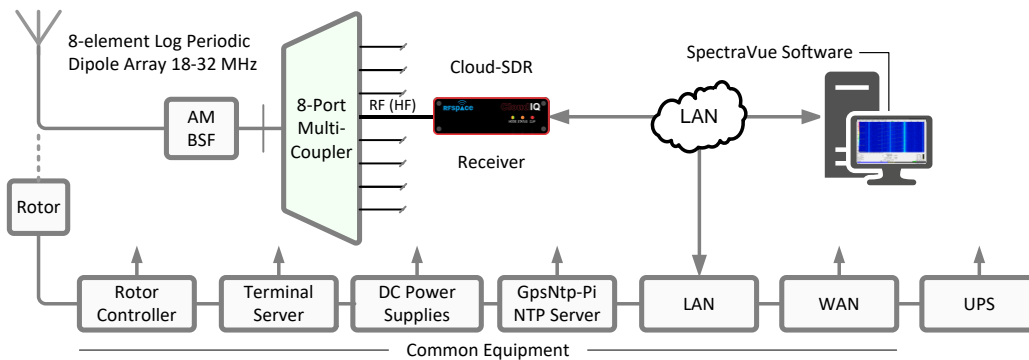 8-element Log Periodic
Dipole Array 18-32 MHz
AM
BSF
8-Port
Multi-
Coupler
RF (HF)
Cloud-SDR
RFSPACE
CloudIQ
Receiver
LAN
SpectraVue Software
Rotor
Rotor
Controller
Terminal
Server
DC Power
Supplies
GpsNtp-Pi
NTP Server
LAN
WAN
UPS
Common Equipment